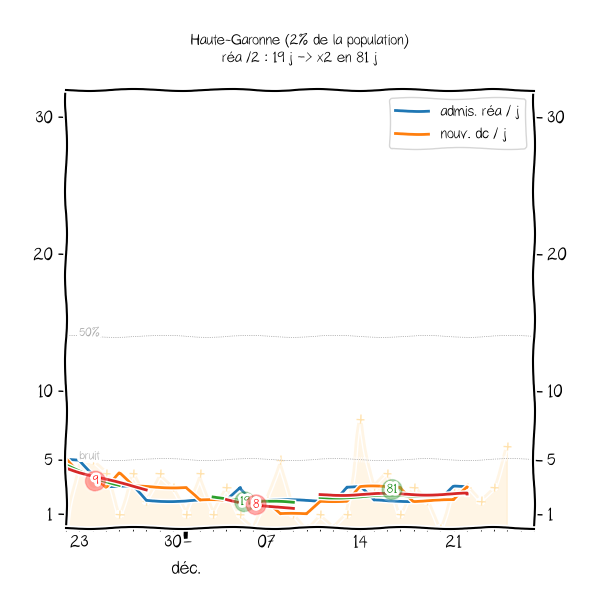 Haute-Garonne (2% de la population)
réa /2 : 19 j -> x2 en 81 j
admis. réa / j
nouv. dc / j
30 30
20 20
50%
10 10
bruit
5 5
9 19 8 81
1 1
23 30 07 14 21
déc.